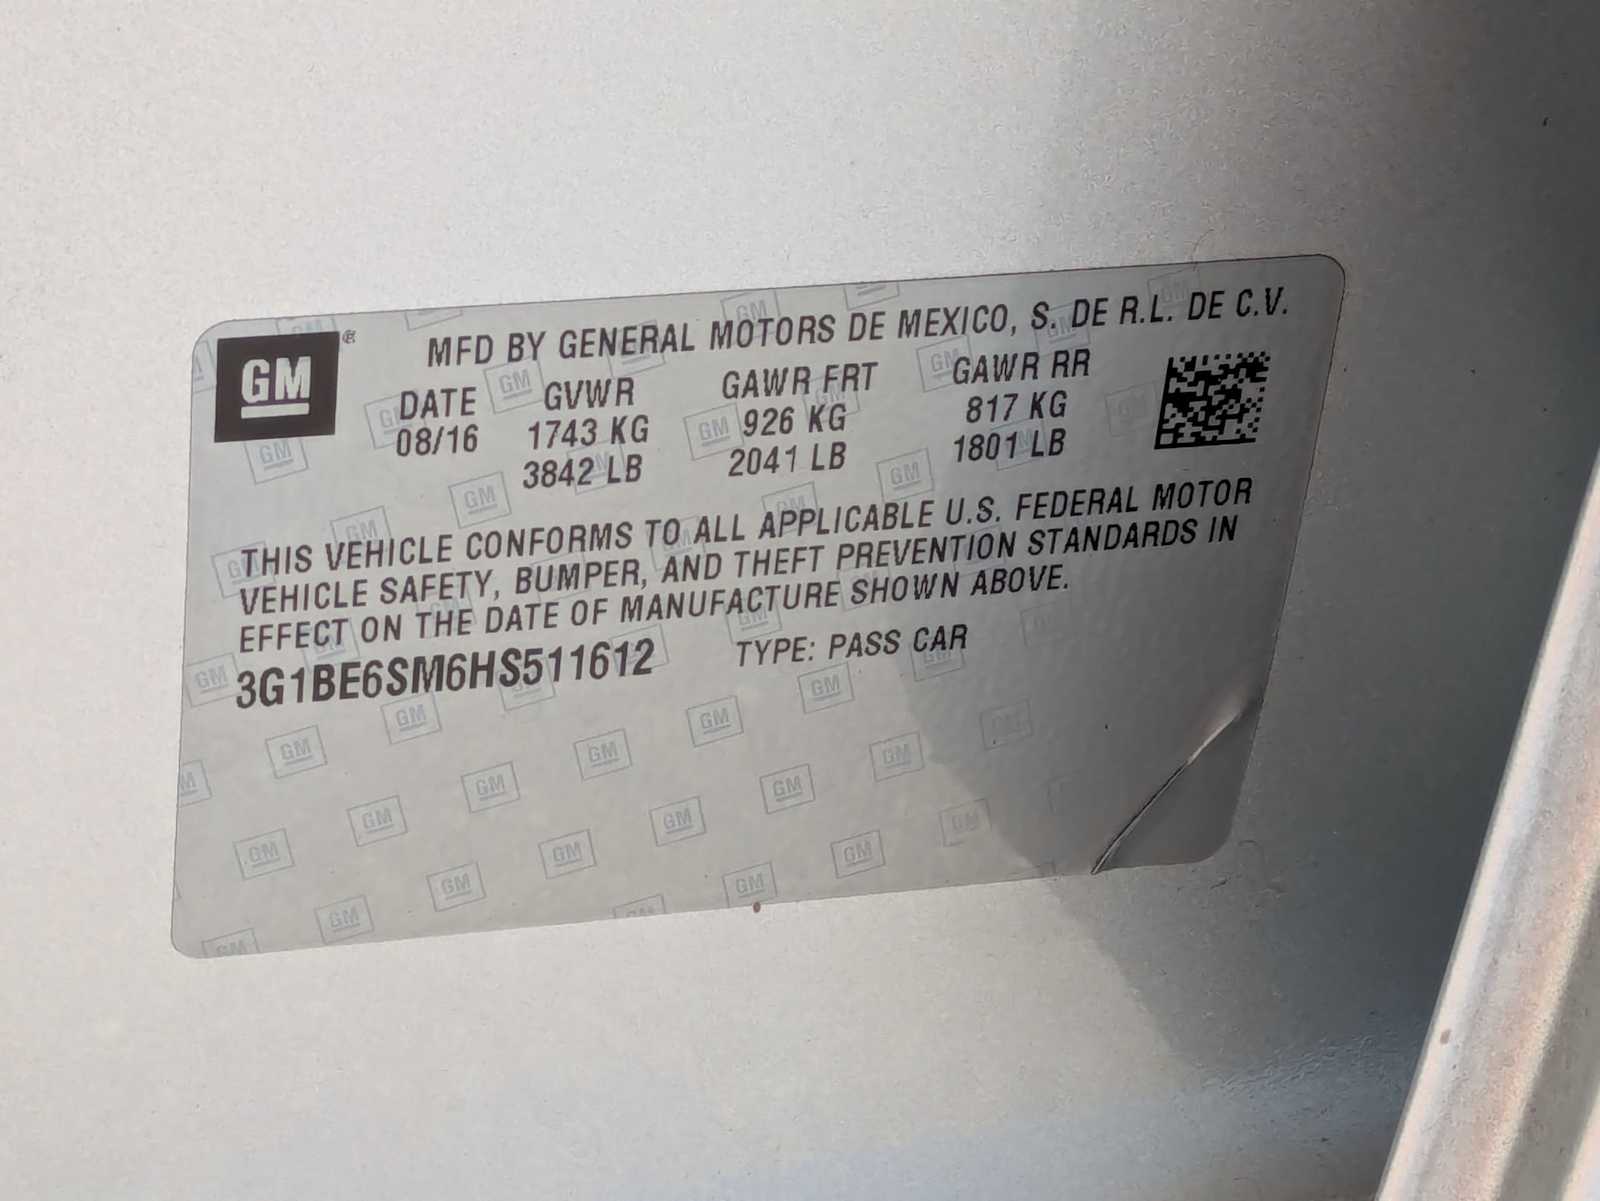 GM®
MFD BY GENERAL MOTORS DE MEXICO, S. DE R.L. DE C.V.
DATE GVWR GAWR FRT GAWR RR
08/16 1743 KG 926 KG 817 KG
3842 LB 2041 LB 1801 LB
THIS VEHICLE CONFORMS TO ALL APPLICABLE U.S. FEDERAL MOTOR
VEHICLE SAFETY, BUMPER, AND THEFT PREVENTION STANDARDS IN
EFFECT ON THE DATE OF MANUFACTURE SHOWN ABOVE.
3G1BE6SM6HS511612 TYPE: PASS CAR